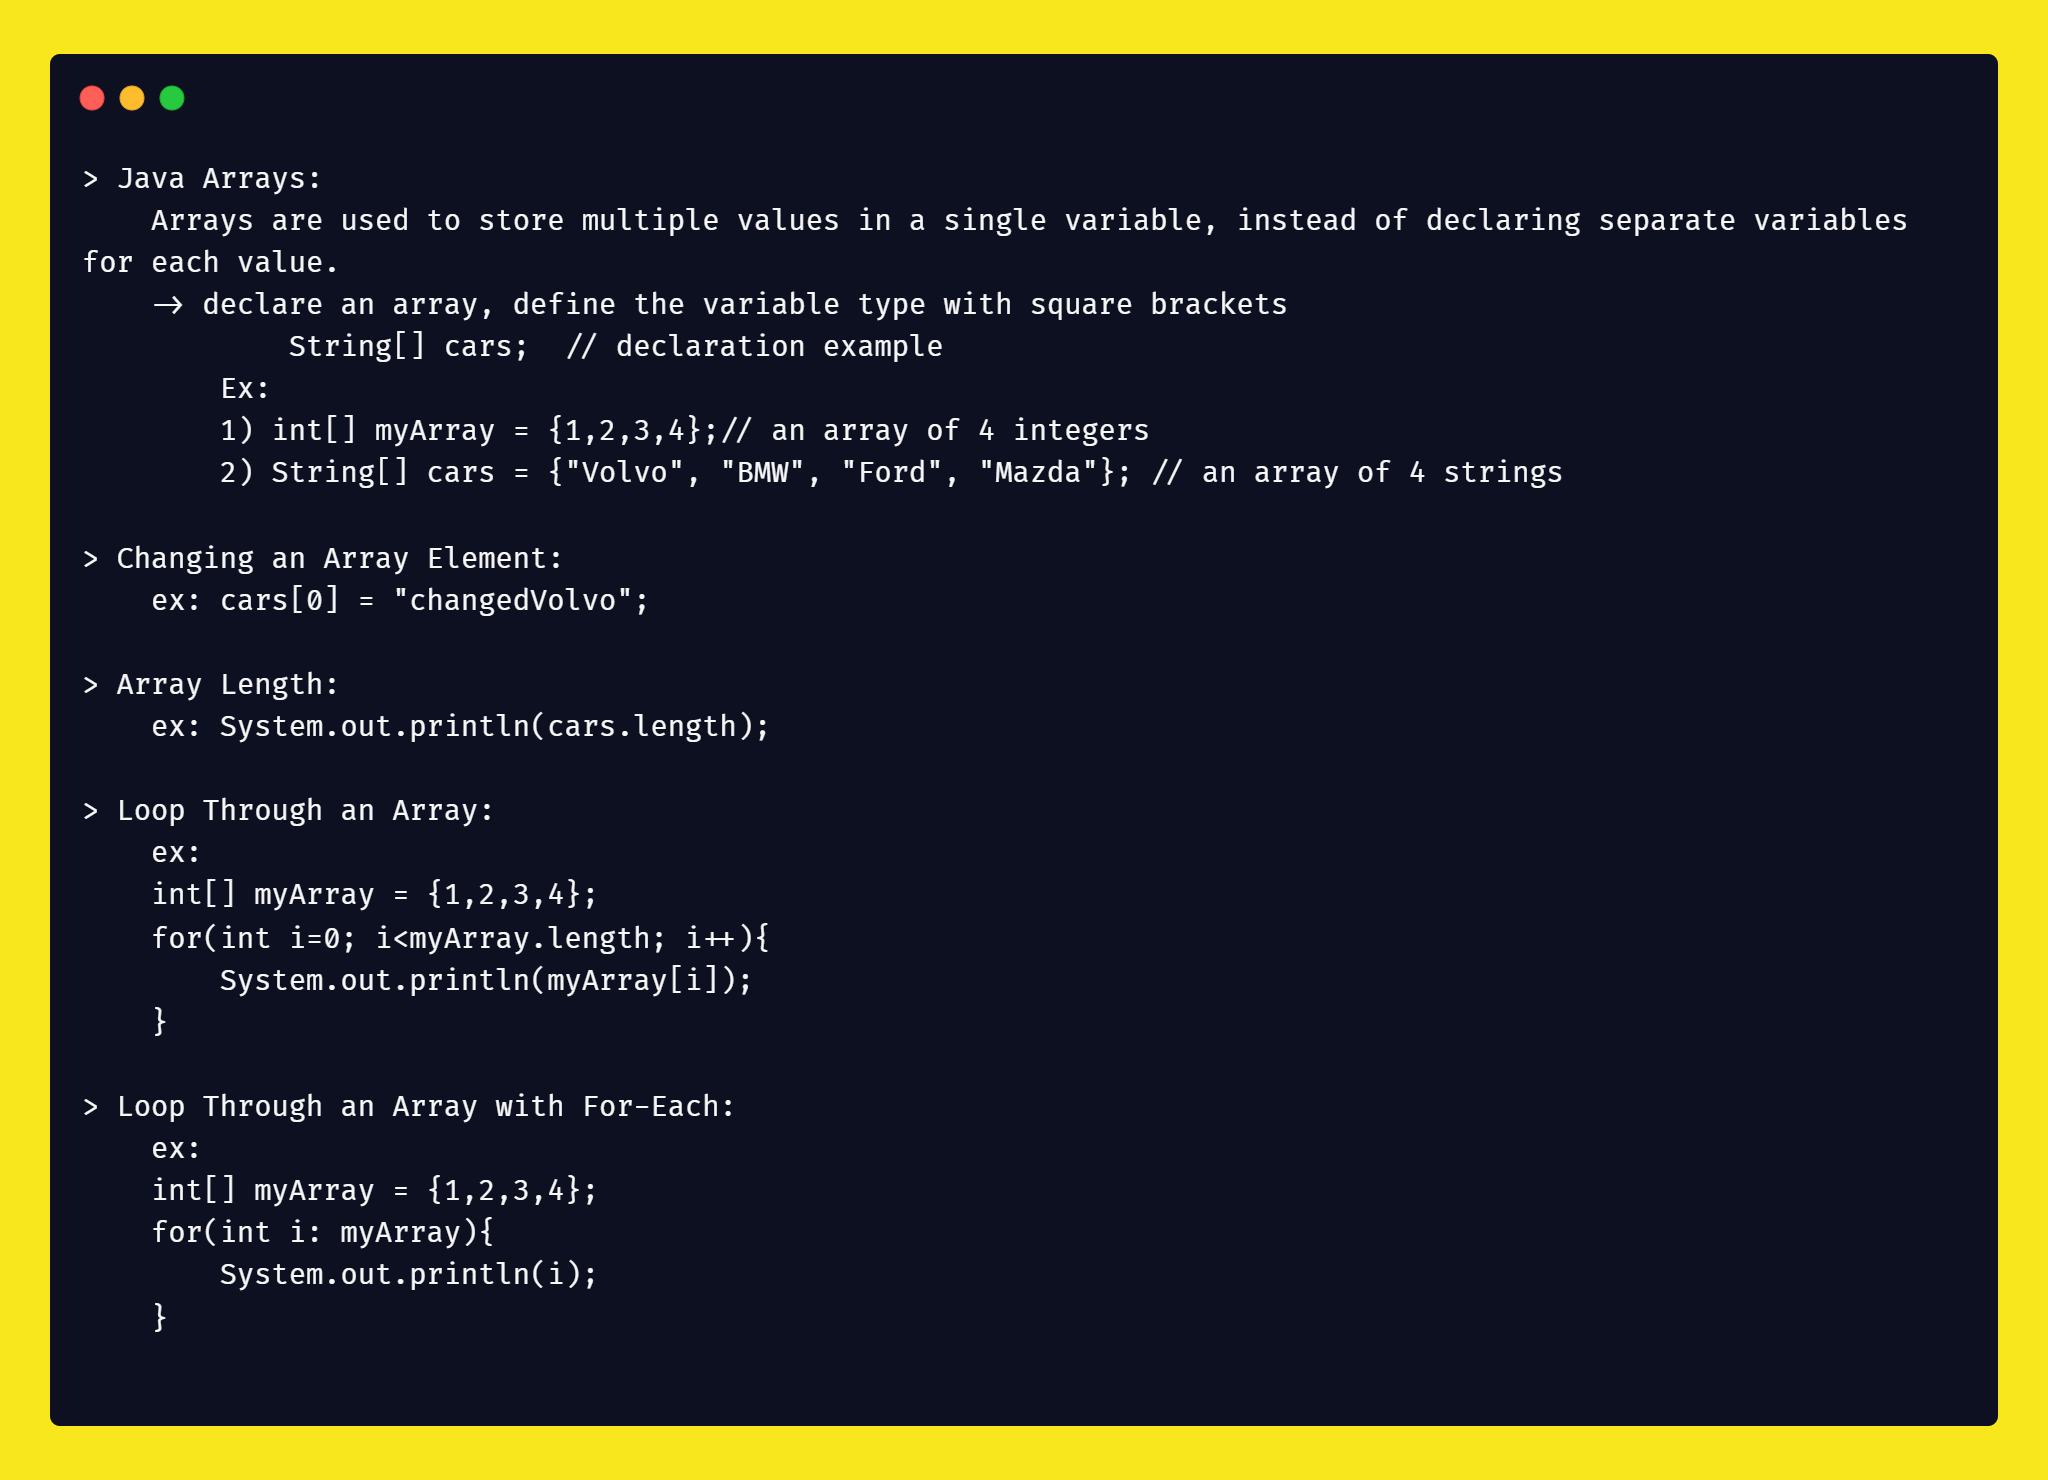 > Java Arrays:
    Arrays are used to store multiple values in a single variable, instead of declaring separate variables
for each value.
    -> declare an array, define the variable type with square brackets
            String[] cars;  // declaration example
        Ex:
        1) int[] myArray = {1,2,3,4};// an array of 4 integers
        2) String[] cars = {"Volvo", "BMW", "Ford", "Mazda"}; // an array of 4 strings

> Changing an Array Element:
    ex: cars[0] = "changedVolvo";

> Array Length:
    ex: System.out.println(cars.length);

> Loop Through an Array:
    ex:
    int[] myArray = {1,2,3,4};
    for(int i=0; i<myArray.length; i++){
        System.out.println(myArray[i]);
    }

> Loop Through an Array with For-Each:
    ex:
    int[] myArray = {1,2,3,4};
    for(int i: myArray){
        System.out.println(i);
    }